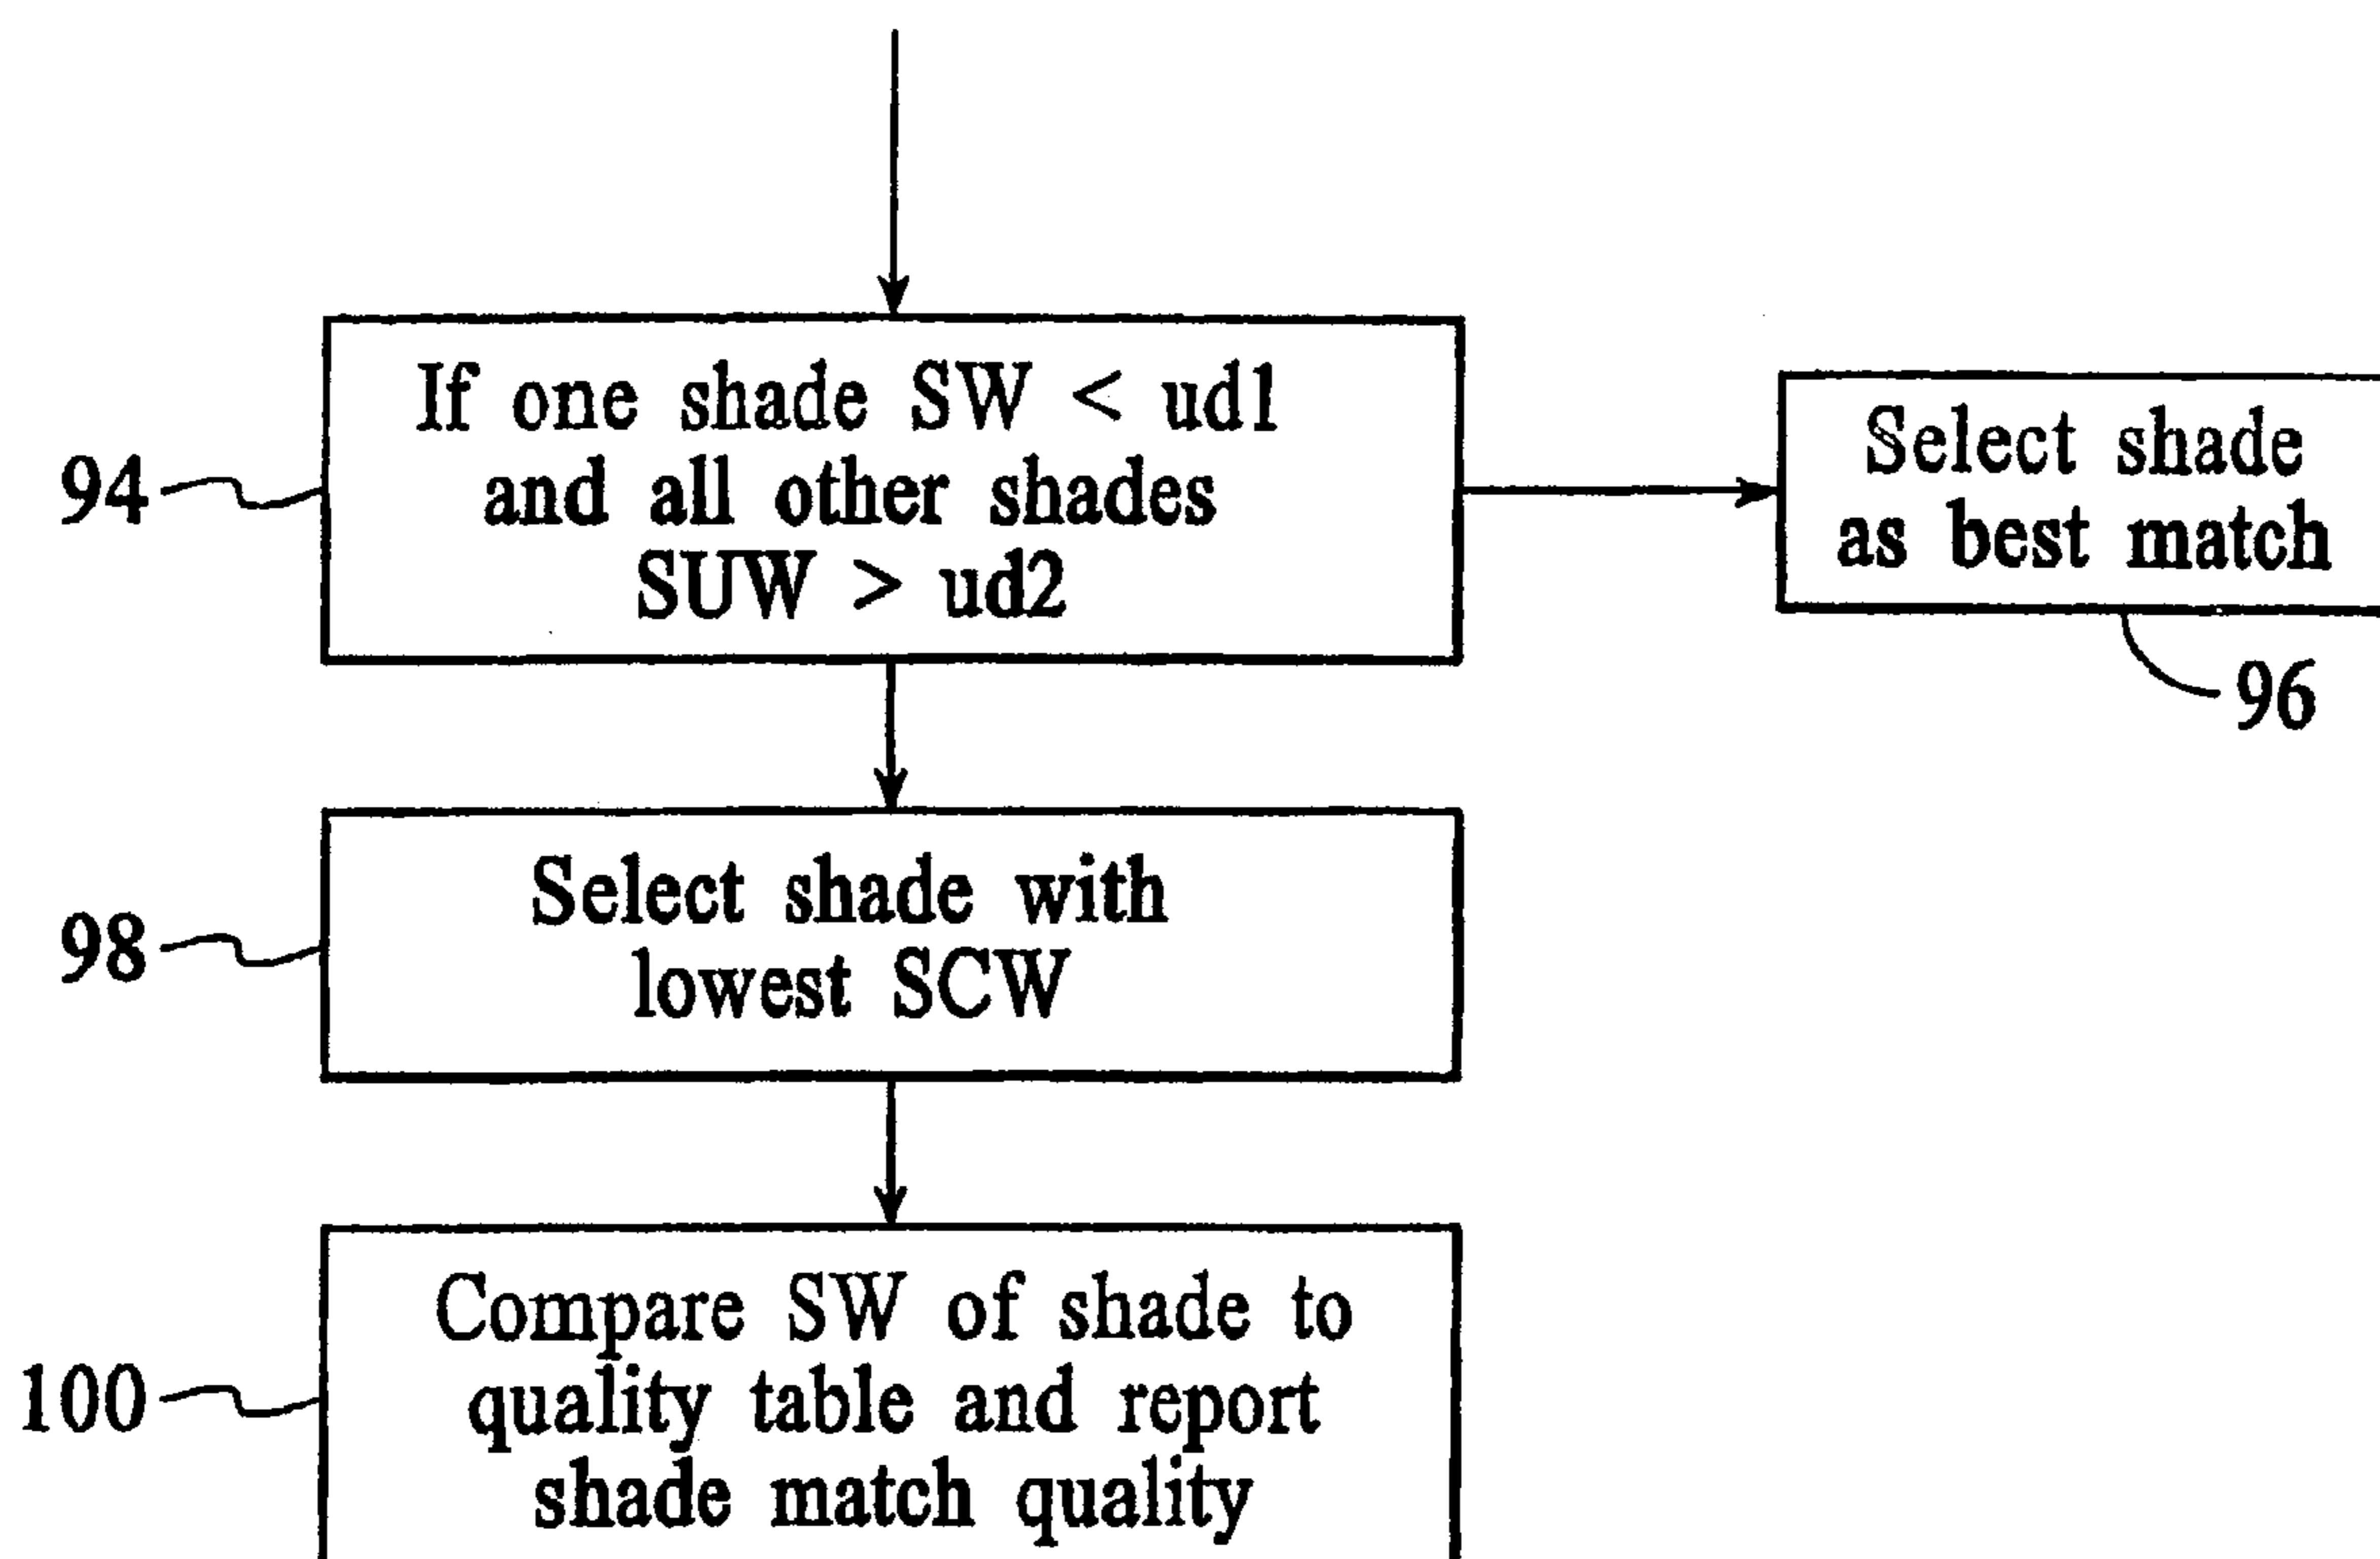 94
If one shade SW < ud1
and all other shades
SUW > ud2
Select shade
as best match
96
98
Select shade with
lowest SCW
100
Compare SW of shade to
quality table and report
shade match quality